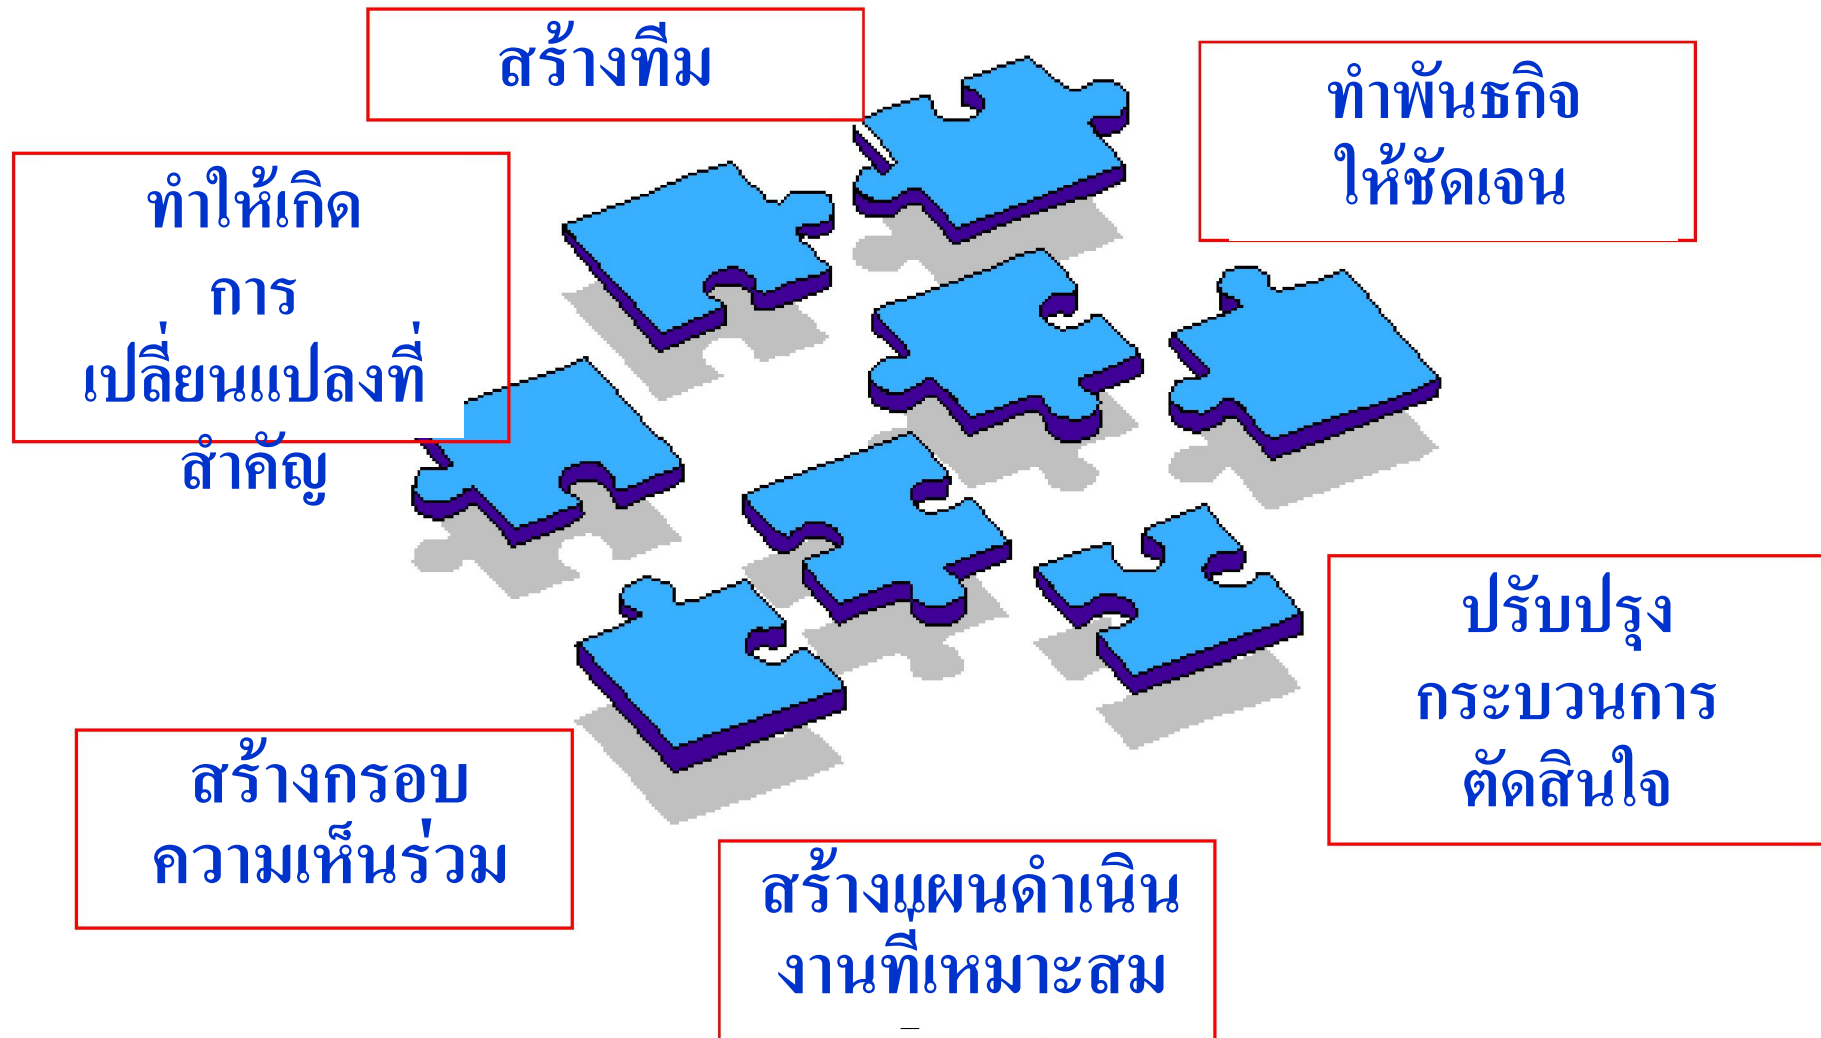 สร้างทีม
ทำพันธกิจ
ให้ชัดเจน
ทำให้เกิด
การ
เปลี่ยนแปลงที่
สำคัญ
ปรับปรุง
กระบวนการ
ตัดสินใจ
สร้างกรอบ
ความเห็นร่วม
สร้างแผนดำเนิน
งานที่เหมาะสม